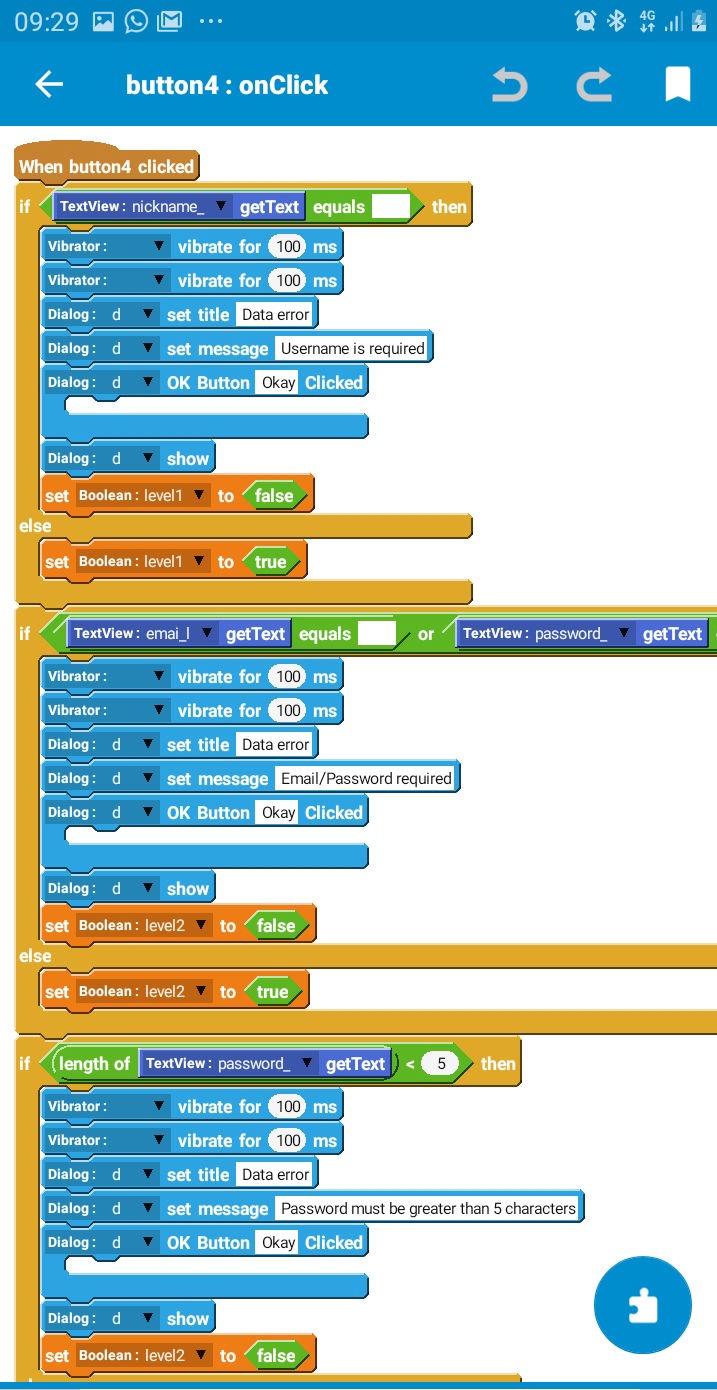 09:29 ... 4G
button4 : onClick
When button4 clicked
if TextView : nickname_ getText equals then
Vibrator : vibrate for 100 ms
Vibrator : vibrate for 100 ms
Dialog : d set title Data error
Dialog : d set message Username is required
Dialog : d OK Button Okay Clicked
Dialog : d show
set Boolean : level1 to false
else
set Boolean : level1 to true
if TextView : emai_l getText equals or TextView : password_ getText
Vibrator : vibrate for 100 ms
Vibrator : vibrate for 100 ms
Dialog : d set title Data error
Dialog : d set message Email/Password required
Dialog : d OK Button Okay Clicked
Dialog : d show
set Boolean : level2 to false
else
set Boolean : level2 to true
if length of TextView : password_ getText < 5 then
Vibrator : vibrate for 100 ms
Vibrator : vibrate for 100 ms
Dialog : d set title Data error
Dialog : d set message Password must be greater than 5 characters
Dialog : d OK Button Okay Clicked
Dialog : d show
set Boolean : level2 to false